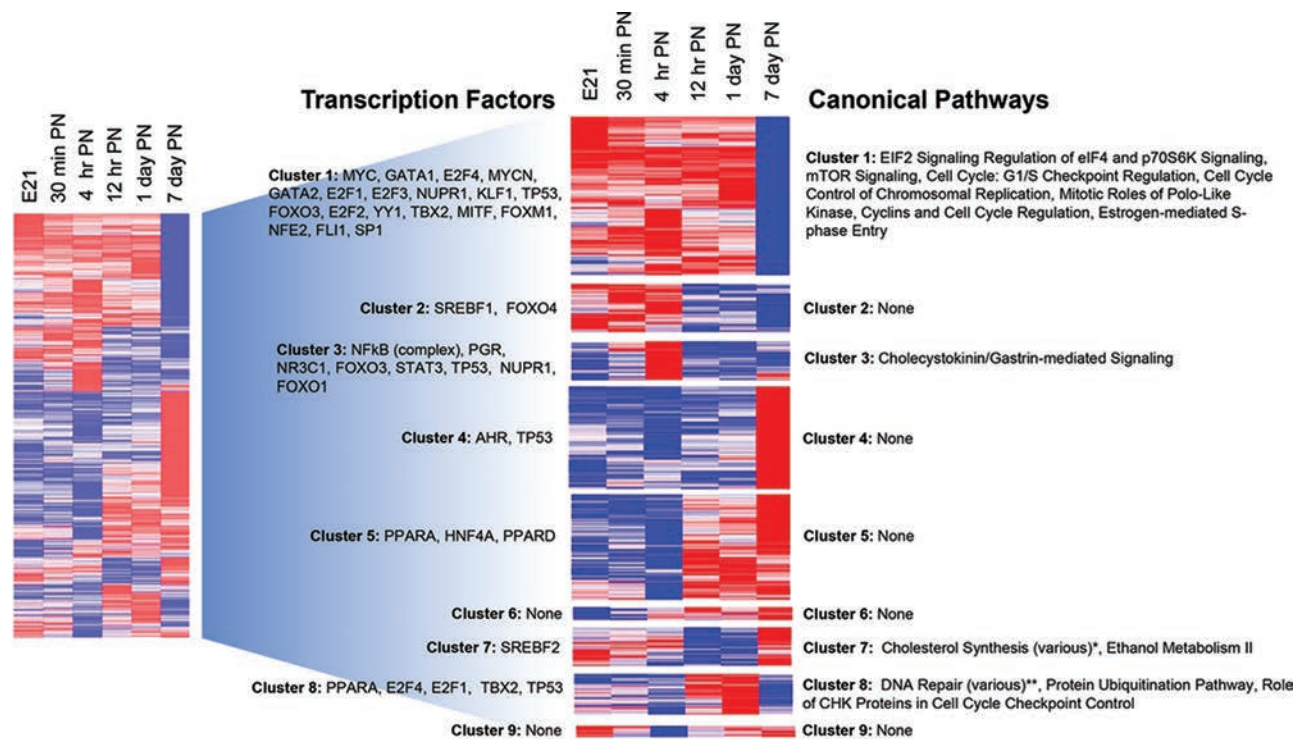 E21
30 min PN
4 hr PN
12 hr PN
1 day PN
7 day PN
Transcription Factors
E21
30 min PN
4 hr PN
12 hr PN
1 day PN
7 day PN
Canonical Pathways
Cluster 1: MYC, GATA1, E2F4, MYCN,
GATA2, E2F1, E2F3, NUPR1, KLF1, TP53,
FOXO3, E2F2, YY1, TBX2, MITF, FOXM1,
NFE2, FLI1, SP1
Cluster 1: EIF2 Signaling Regulation of eIF4 and p70S6K Signaling,
mTOR Signaling, Cell Cycle: G1/S Checkpoint Regulation, Cell Cycle
Control of Chromosomal Replication, Mitotic Roles of Polo-Like
Kinase, Cyclins and Cell Cycle Regulation, Estrogen-mediated S-
phase Entry
Cluster 2: SREBF1, FOXO4
Cluster 2: None
Cluster 3: NFkB (complex), PGR,
NR3C1, FOXO3, STAT3, TP53, NUPR1,
FOXO1
Cluster 3: Cholecystokinin/Gastrin-mediated Signaling
Cluster 4: AHR, TP53
Cluster 4: None
Cluster 5: PPARA, HNF4A, PPARD
Cluster 5: None
Cluster 6: None
Cluster 6: None
Cluster 7: SREBF2
Cluster 7: Cholesterol Synthesis (various)*, Ethanol Metabolism II
Cluster 8: PPARA, E2F4, E2F1, TBX2, TP53
Cluster 8: DNA Repair (various)**, Protein Ubiquitination Pathway, Role
of CHK Proteins in Cell Cycle Checkpoint Control
Cluster 9: None
Cluster 9: None